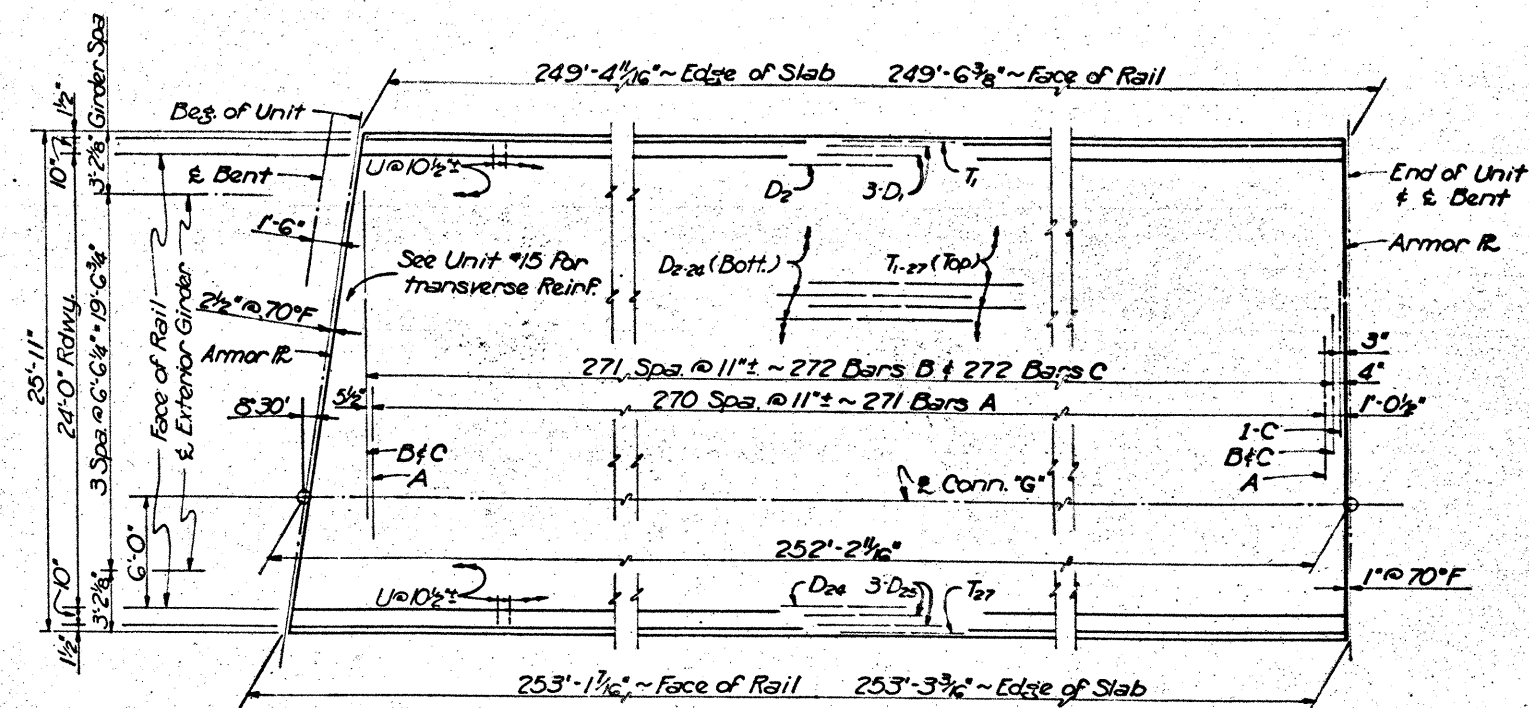 249'-4 11/16" ~ Edge of Slab 249'-6 3/8" ~ Face of Rail
Beg. of Unit
1 1/2"
10"
3'-2 1/8" Girder Spa
25'-11"
24'-0" Rdwy.
3 Spa @ 6'-6 1/4" = 19'-6 3/4"
Face of Rail
℄ Exterior Girder
℄ Bent
U @ 10 1/2" ±
D2
3-D1
T1
End of Unit
& ℄ Bent
Armor PL
1'-6"
See Unit #15 For
transverse Reinf.
D2-24 (Bott.)
T1-27 (Top)
2 1/2" @ 70°F
Armor PL
271 Spa. @ 11" ± ~ 272 Bars B & 272 Bars C
3"
4"
8°30'
5 1/2"
270 Spa. @ 11" ± ~ 271 Bars A
1'-0 1/2"
1-C
B&C
A
B&C
A
℄ Conn. "G"
6'-0"
252'-2 11/16"
1" @ 70°F
10"
3'-2 1/8"
1 1/2"
U @ 10 1/2" ±
D24
3-D25
T27
253'-1 7/16" ~ Face of Rail 253'-3 3/16" ~ Edge of Slab